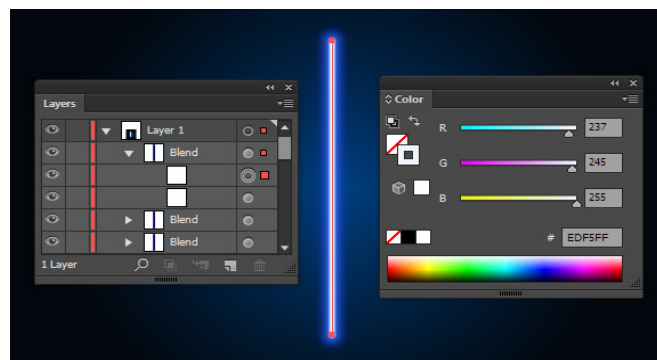 Layers
Layer 1
Blend
Blend
Blend
1 Layer
Color
R 237
G 245
B 255
# EDF5FF